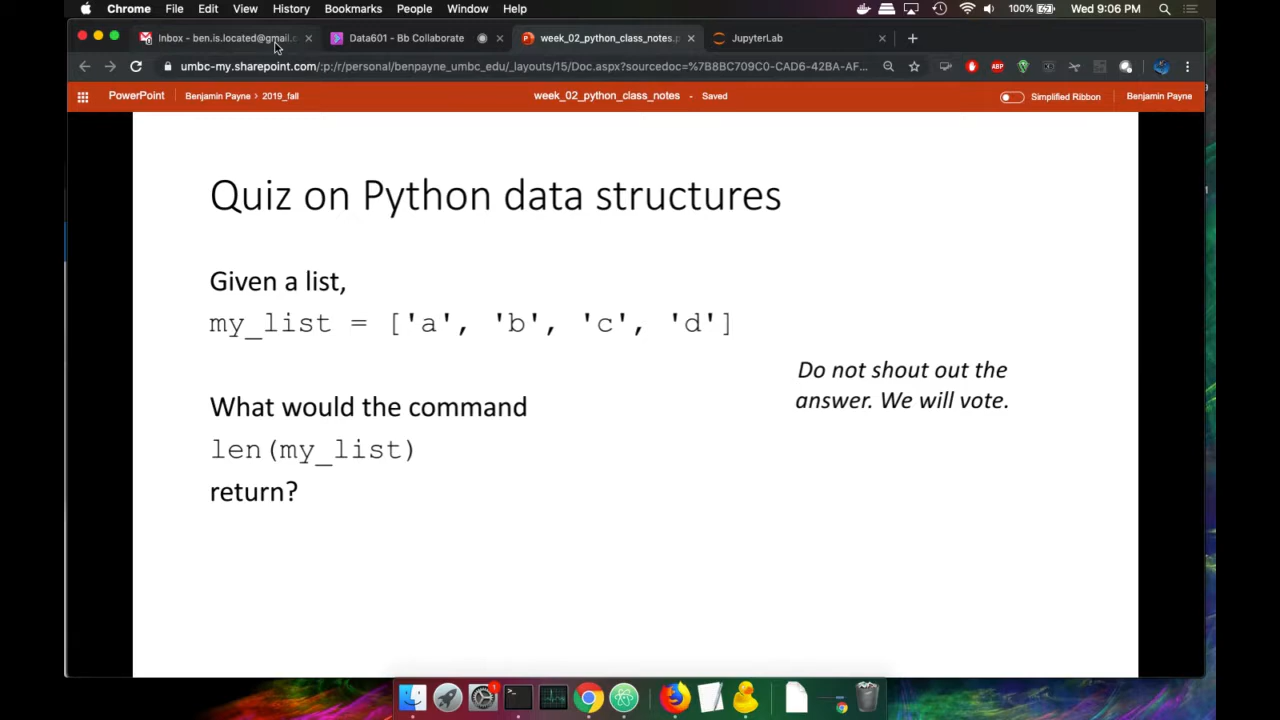 Chrome File Edit View History Bookmarks People Window Help 100% Wed 9:06 PM
Inbox - ben.is.located@gmail.c Data601 - Bb Collaborate week_02_python_class_notes.p JupyterLab
umbc-my.sharepoint.com/:p:/r/personal/benpayne_umbc_edu/_layouts/15/Doc.aspx?sourcedoc=%7B8BC709C0-CAD6-42BA-AF... ABP
PowerPoint Benjamin Payne > 2019_fall week_02_python_class_notes - Saved Simplified Ribbon Benjamin Payne
Quiz on Python data structures
Given a list,
my_list = ['a', 'b', 'c', 'd']
Do not shout out the
answer. We will vote.
What would the command
len(my_list)
return?
1